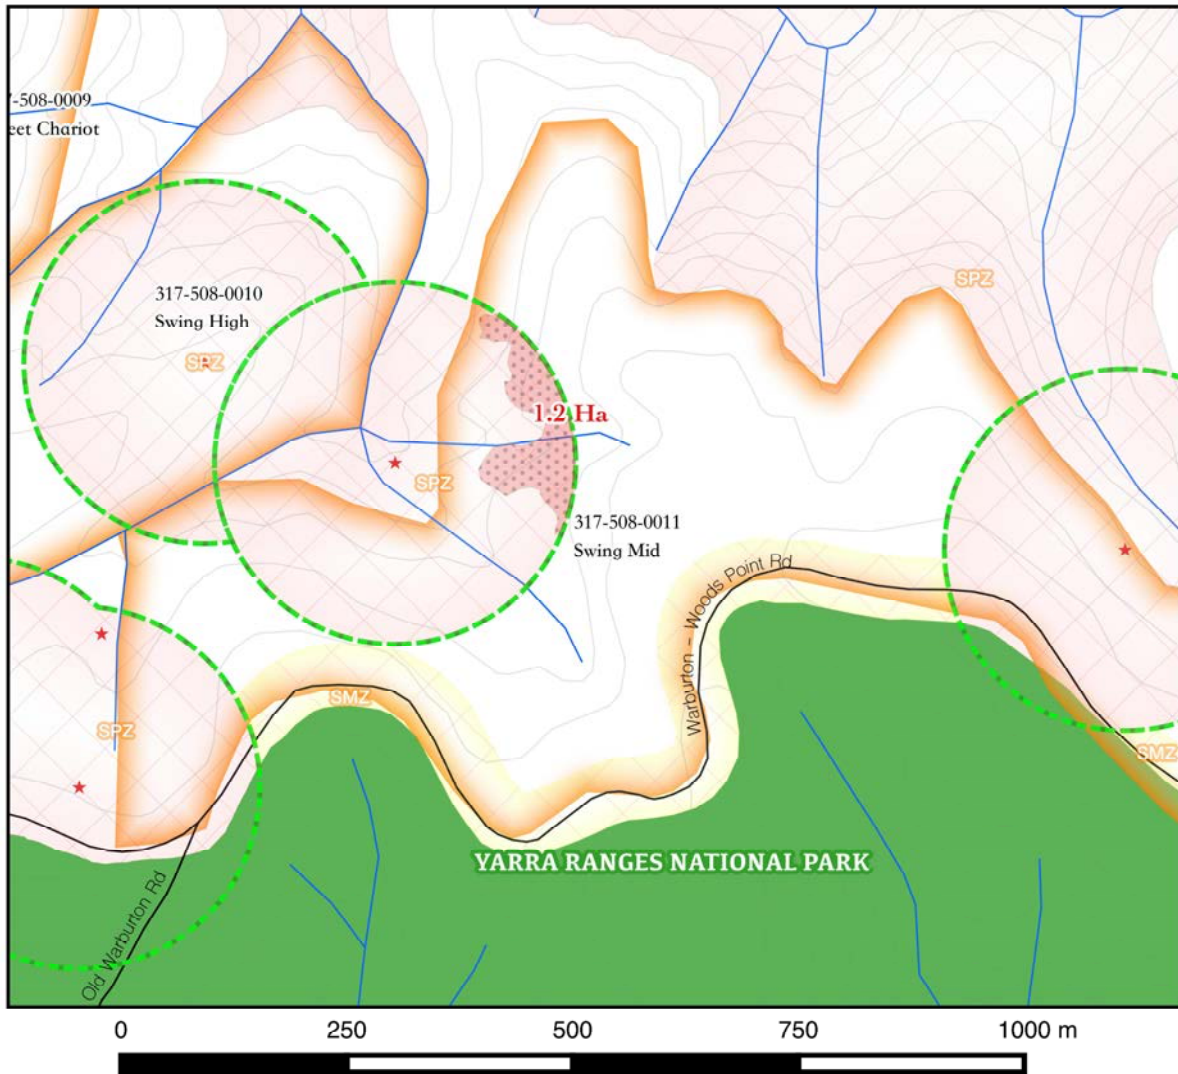 -508-0009
eet Chariot
317-508-0010
Swing High
SPZ
SPZ
1.2 Ha
SPZ
317-508-0011
Swing Mid
Warburton - Woods Point Rd
SMZ
SPZ
SMZ
YARRA RANGES NATIONAL PARK
Old Warburton Rd
0 250 500 750 1000 m